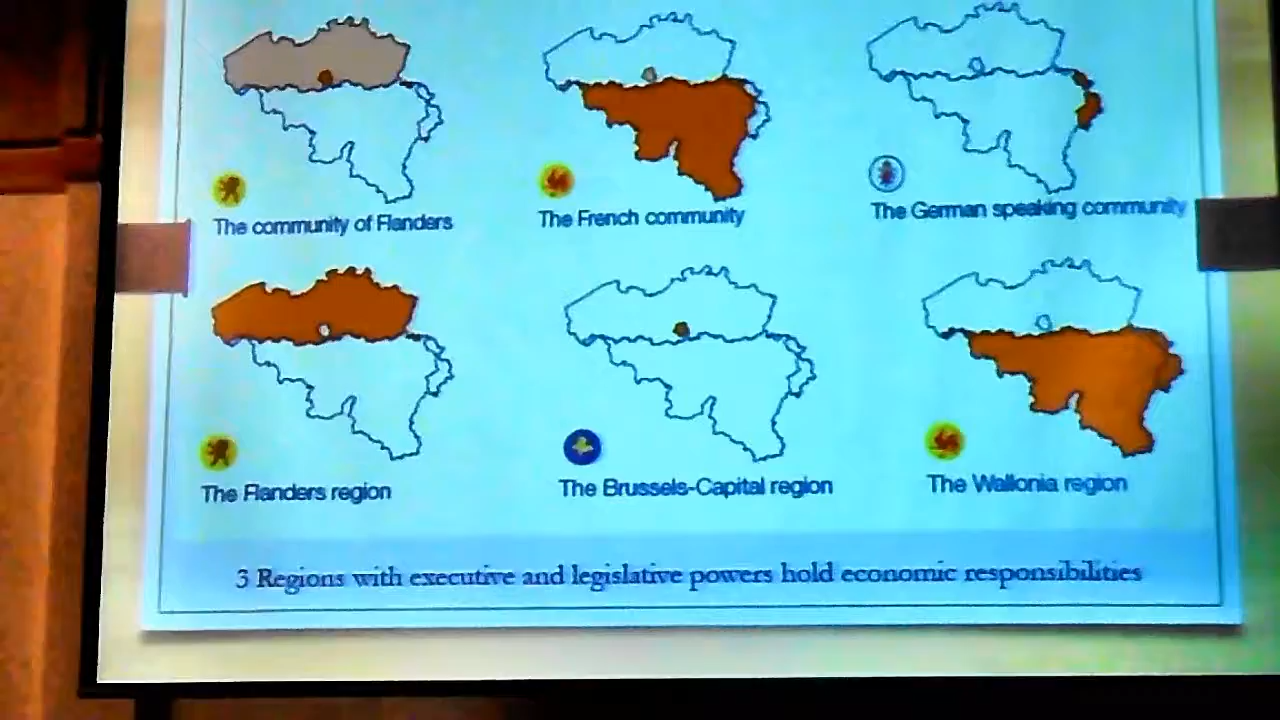 The community of Flanders
The French community
The German speaking community
The Flanders region
The Brussels-Capital region
The Wallonia region
3 Regions with executive and legislative powers hold economic responsibilities